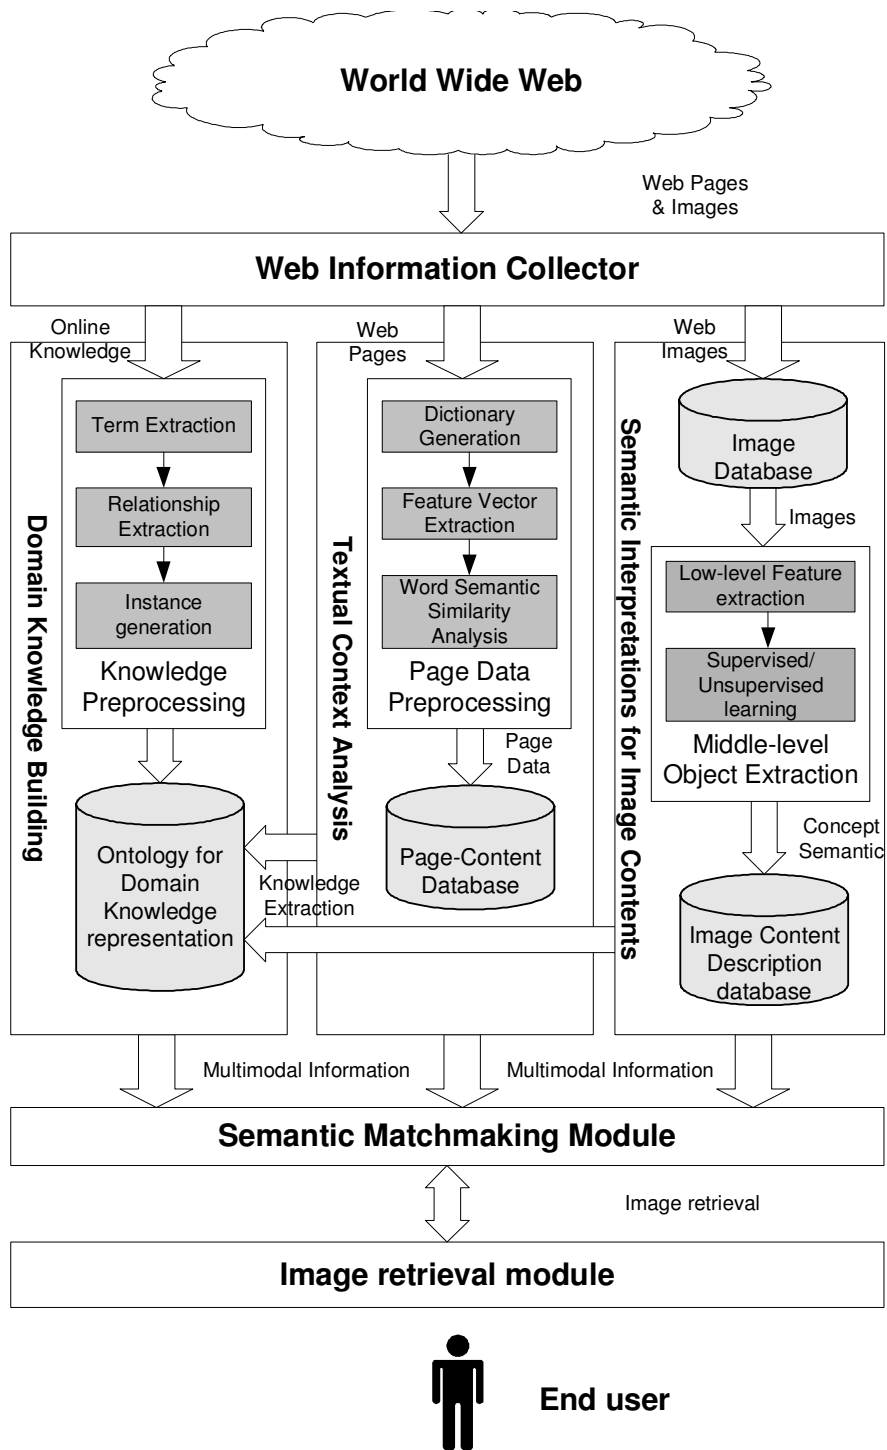 World Wide Web
Web Pages
& Images
Web Information Collector
Online
Knowledge
Term Extraction
Relationship
Extraction
Instance
generation
Knowledge
Preprocessing
Domain Knowledge Building
Ontology for
Domain
Knowledge
representation
Web
Pages
Dictionary
Generation
Feature Vector
Extraction
Word Semantic
Similarity
Analysis
Page Data
Preprocessing
Page
Data
Textual Context Analysis
Page-Content
Database
Knowledge
Extraction
Web
Images
Image
Database
Images
Low-level Feature
extraction
Supervised/
Unsupervised
learning
Middle-level
Object Extraction
Concept
Semantic
Semantic Interpretations for Image Contents
Image Content
Description
database
Multimodal Information
Multimodal Information
Semantic Matchmaking Module
Image retrieval
Image retrieval module
End user